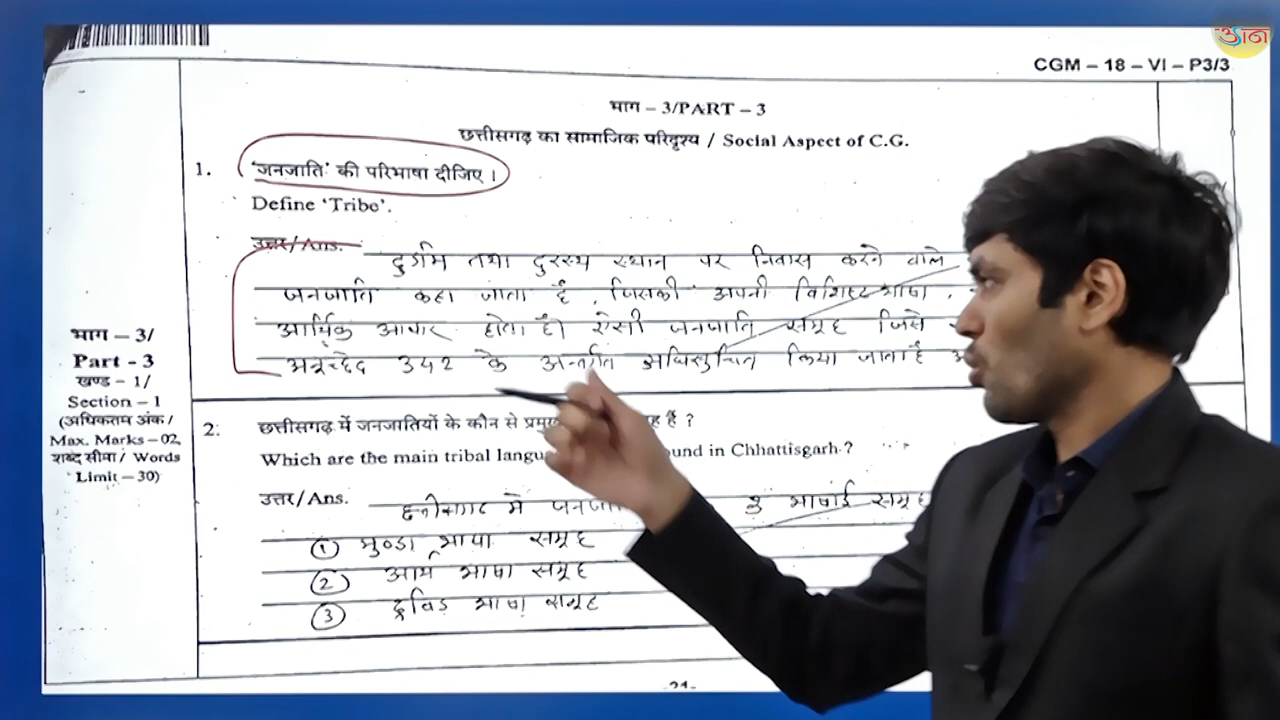 उड़ान
CGM – 18 – VI – P3/3
भाग – 3/PART – 3
छत्तीसगढ़ का सामाजिक परिदृश्य / Social Aspect of C.G.
1. 'जनजाति' की परिभाषा दीजिए ।
Define 'Tribe'.
उत्तर/Ans.
दुर्गम तथा दुरस्थ स्थान पर निवास करने वाले
जनजाति कहा जाता है , जिसकी अपनी विशिष्ट भाषा ,
आर्थिक आधार होता है। ऐसी जनजाति समूह जिसे
अनुच्छेद 342 के अन्तर्गत अधिसुचित किया जाता है
भाग – 3/
Part - 3
खण्ड – 1/
Section – 1
(अधिकतम अंक /
Max. Marks – 02,
शब्द सीमा / Words
Limit – 30)
2. छत्तीसगढ़ में जनजातियों के कौन से प्रमुख हैं ?
Which are the main tribal found in Chhattisgarh ?
उत्तर/Ans.
छत्तीसगढ़ में समूह
① मुण्डा भाषा समूह
② आर्य भाषा समूह
③ द्रविड़ भाषा समूह